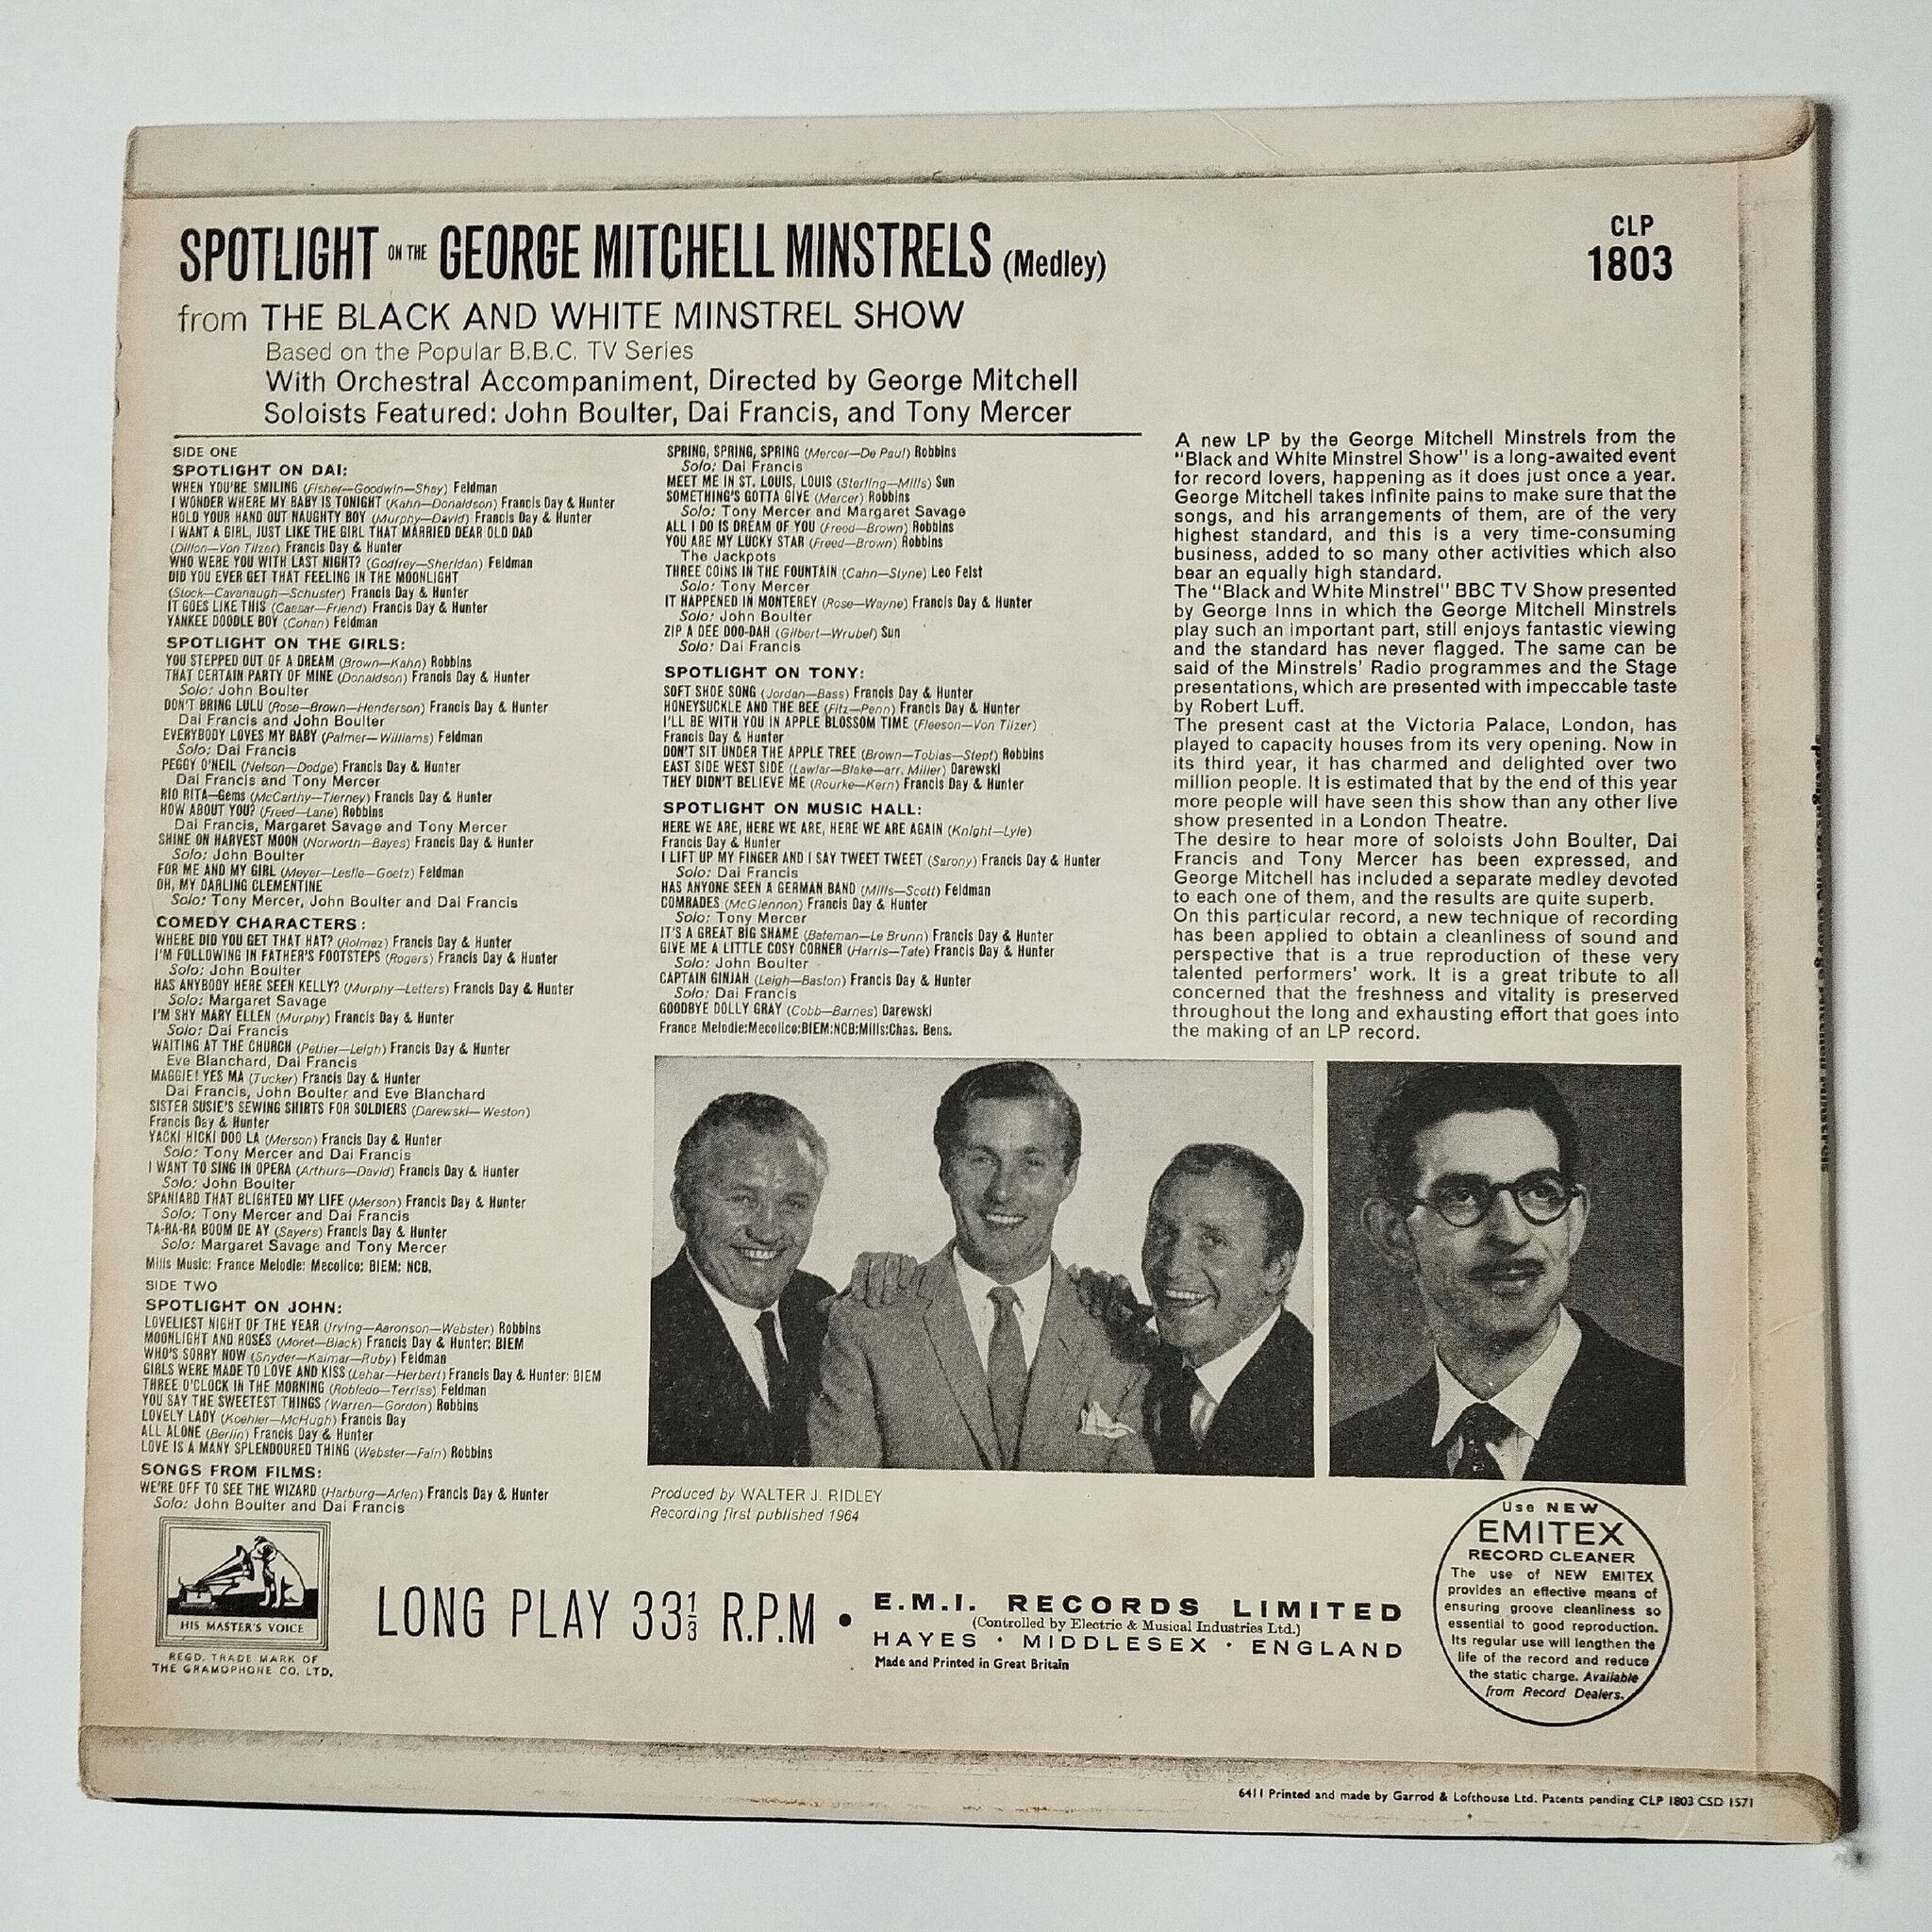 SPOTLIGHT ON THE GEORGE MITCHELL MINSTRELS (Medley)
from THE BLACK AND WHITE MINSTREL SHOW
Based on the Popular B.B.C. TV Series
With Orchestral Accompaniment, Directed by George Mitchell
Soloists Featured: John Boulter, Dai Francis, and Tony Mercer
CLP
1803
SIDE ONE
SPOTLIGHT ON DAI:
WHEN YOU'RE SMILING (Fisher—Goodwin—Shay) Feldman
I WONDER WHERE MY BABY IS TONIGHT (Kahn—Donaldson) Francis Day & Hunter
HOLD YOUR HAND OUT NAUGHTY BOY (Murphy—David) Francis Day & Hunter
I WANT A GIRL, JUST LIKE THE GIRL THAT MARRIED DEAR OLD DAD
(Dillon—Von Tilzer) Francis Day & Hunter
WHO WERE YOU WITH LAST NIGHT? (Godfrey—Sheridan) Feldman
DID YOU EVER GET THAT FEELING IN THE MOONLIGHT
(Stock—Cavanaugh—Schuster) Francis Day & Hunter
IT GOES LIKE THIS (Caesar—Friend) Francis Day & Hunter
YANKEE DOODLE BOY (Cohan) Feldman
SPOTLIGHT ON THE GIRLS:
YOU STEPPED OUT OF A DREAM (Brown—Kahn) Robbins
THAT CERTAIN PARTY OF MINE (Donaldson) Francis Day & Hunter
Solo: John Boulter
DON'T BRING LULU (Rose—Brown—Henderson) Francis Day & Hunter
Dai Francis and John Boulter
EVERYBODY LOVES MY BABY (Palmer—Williams) Feldman
Solo: Dai Francis
PEGGY O'NEIL (Nelson—Dodge) Francis Day & Hunter
Dai Francis and Tony Mercer
RIO RITA—Gems (McCarthy—Tierney) Francis Day & Hunter
HOW ABOUT YOU? (Freed—Lane) Robbins
Dai Francis, Margaret Savage and Tony Mercer
SHINE ON HARVEST MOON (Norworth—Bayes) Francis Day & Hunter
Solo: John Boulter
FOR ME AND MY GIRL (Meyer—Leslie—Goetz) Feldman
OH, MY DARLING CLEMENTINE
Solo: Tony Mercer, John Boulter and Dai Francis
COMEDY CHARACTERS:
WHERE DID YOU GET THAT HAT? (Rolmaz) Francis Day & Hunter
I'M FOLLOWING IN FATHER'S FOOTSTEPS (Rogers) Francis Day & Hunter
Solo: John Boulter
HAS ANYBODY HERE SEEN KELLY? (Murphy—Letters) Francis Day & Hunter
Solo: Margaret Savage
I'M SHY MARY ELLEN (Murphy) Francis Day & Hunter
Solo: Dai Francis
WAITING AT THE CHURCH (Pether—Leigh) Francis Day & Hunter
Eve Blanchard, Dai Francis
MAGGIE! YES MA (Tucker) Francis Day & Hunter
Dai Francis, John Boulter and Eve Blanchard
SISTER SUSIE'S SEWING SHIRTS FOR SOLDIERS (Darewski—Weston)
Francis Day & Hunter
YACKI HICKI DOO LA (Merson) Francis Day & Hunter
Solo: Tony Mercer and Dai Francis
I WANT TO SING IN OPERA (Arthurs—David) Francis Day & Hunter
Solo: John Boulter
SPANIARD THAT BLIGHTED MY LIFE (Merson) Francis Day & Hunter
Solo: Tony Mercer and Dai Francis
TA-RA-RA BOOM DE AY (Sayers) Francis Day & Hunter
Solo: Margaret Savage and Tony Mercer
Mills Music: France Melodie: Mecolico: BIEM: NCB.
SIDE TWO
SPOTLIGHT ON JOHN:
LOVELIEST NIGHT OF THE YEAR (Irving—Aaronson—Webster) Robbins
MOONLIGHT AND ROSES (Moret—Black) Francis Day & Hunter: BIEM
WHO'S SORRY NOW (Snyder—Kalmar—Ruby) Feldman
GIRLS WERE MADE TO LOVE AND KISS (Lehar—Herbert) Francis Day & Hunter: BIEM
THREE O'CLOCK IN THE MORNING (Robledo—Terriss) Feldman
YOU SAY THE SWEETEST THINGS (Warren—Gordon) Robbins
LOVELY LADY (Koehler—McHugh) Francis Day
ALL ALONE (Berlin) Francis Day & Hunter
LOVE IS A MANY SPLENDOURED THING (Webster—Fain) Robbins
SONGS FROM FILMS:
WE'RE OFF TO SEE THE WIZARD (Harburg—Arlen) Francis Day & Hunter
Solo: John Boulter and Dai Francis
SPRING, SPRING, SPRING (Mercer—De Paul) Robbins
Solo: Dai Francis
MEET ME IN ST. LOUIS, LOUIS (Sterling—Mills) Sun
SOMETHING'S GOTTA GIVE (Mercer) Robbins
Solo: Tony Mercer and Margaret Savage
ALL I DO IS DREAM OF YOU (Freed—Brown) Robbins
YOU ARE MY LUCKY STAR (Freed—Brown) Robbins
The Jackpots
THREE COINS IN THE FOUNTAIN (Cahn—Styne) Leo Feist
Solo: Tony Mercer
IT HAPPENED IN MONTEREY (Rose—Wayne) Francis Day & Hunter
Solo: John Boulter
ZIP A DEE DOO-DAH (Gilbert—Wrubel) Sun
Solo: Dai Francis
SPOTLIGHT ON TONY:
SOFT SHOE SONG (Jordan—Bass) Francis Day & Hunter
HONEYSUCKLE AND THE BEE (Fitz—Penn) Francis Day & Hunter
I'LL BE WITH YOU IN APPLE BLOSSOM TIME (Fleeson—Von Tilzer)
Francis Day & Hunter
DON'T SIT UNDER THE APPLE TREE (Brown—Tobias—Stept) Robbins
EAST SIDE WEST SIDE (Lawlar—Blake—arr. Miller) Darewski
THEY DIDN'T BELIEVE ME (Rourke—Kern) Francis Day & Hunter
SPOTLIGHT ON MUSIC HALL:
HERE WE ARE, HERE WE ARE, HERE WE ARE AGAIN (Knight—Lyle)
Francis Day & Hunter
I LIFT UP MY FINGER AND I SAY TWEET TWEET (Sarony) Francis Day & Hunter
Solo: Dai Francis
HAS ANYONE SEEN A GERMAN BAND (Mills—Scott) Feldman
COMRADES (McGlennon) Francis Day & Hunter
Solo: Tony Mercer
IT'S A GREAT BIG SHAME (Bateman—Le Brunn) Francis Day & Hunter
GIVE ME A LITTLE COSY CORNER (Harris—Tate) Francis Day & Hunter
Solo: John Boulter
CAPTAIN GINJAH (Leigh—Baston) Francis Day & Hunter
Solo: Dai Francis
GOODBYE DOLLY GRAY (Cobb—Barnes) Darewski
France Melodie:Mecolico:BIEM:NCB:Mills:Chas. Bens.
A new LP by the George Mitchell Minstrels from the
"Black and White Minstrel Show" is a long-awaited event
for record lovers, happening as it does just once a year.
George Mitchell takes infinite pains to make sure that the
songs, and his arrangements of them, are of the very
highest standard, and this is a very time-consuming
business, added to so many other activities which also
bear an equally high standard.
The "Black and White Minstrel" BBC TV Show presented
by George Inns in which the George Mitchell Minstrels
play such an important part, still enjoys fantastic viewing
and the standard has never flagged. The same can be
said of the Minstrels' Radio programmes and the Stage
presentations, which are presented with impeccable taste
by Robert Luff.
The present cast at the Victoria Palace, London, has
played to capacity houses from its very opening. Now in
its third year, it has charmed and delighted over two
million people. It is estimated that by the end of this year
more people will have seen this show than any other live
show presented in a London Theatre.
The desire to hear more of soloists John Boulter, Dai
Francis and Tony Mercer has been expressed, and
George Mitchell has included a separate medley devoted
to each one of them, and the results are quite superb.
On this particular record, a new technique of recording
has been applied to obtain a cleanliness of sound and
perspective that is a true reproduction of these very
talented performers' work. It is a great tribute to all
concerned that the freshness and vitality is preserved
throughout the long and exhausting effort that goes into
the making of an LP record.
Produced by WALTER J. RIDLEY
Recording first published 1964
HIS MASTER'S VOICE
REGD. TRADE MARK OF
THE GRAMOPHONE CO. LTD.
LONG PLAY 33⅓ R.P.M •
E.M.I. RECORDS LIMITED
(Controlled by Electric & Musical Industries Ltd.)
HAYES · MIDDLESEX · ENGLAND
Made and Printed in Great Britain
Use NEW
EMITEX
RECORD CLEANER
The use of NEW EMITEX
provides an effective means of
ensuring groove cleanliness so
essential to good reproduction.
Its regular use will lengthen the
life of the record and reduce
the static charge. Available
from Record Dealers.
6411 Printed and made by Garrod & Lofthouse Ltd. Patents pending CLP 1803 CSD 1571